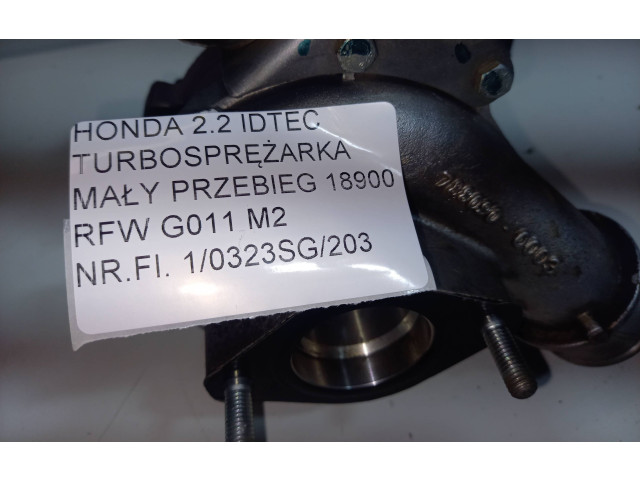 HONDA 2.2 IDTEC
TURBOSPRĘŻARKA
MAŁY PRZEBIEG 18900
RFW G011 M2
NR.FI. 1/0323SG/203